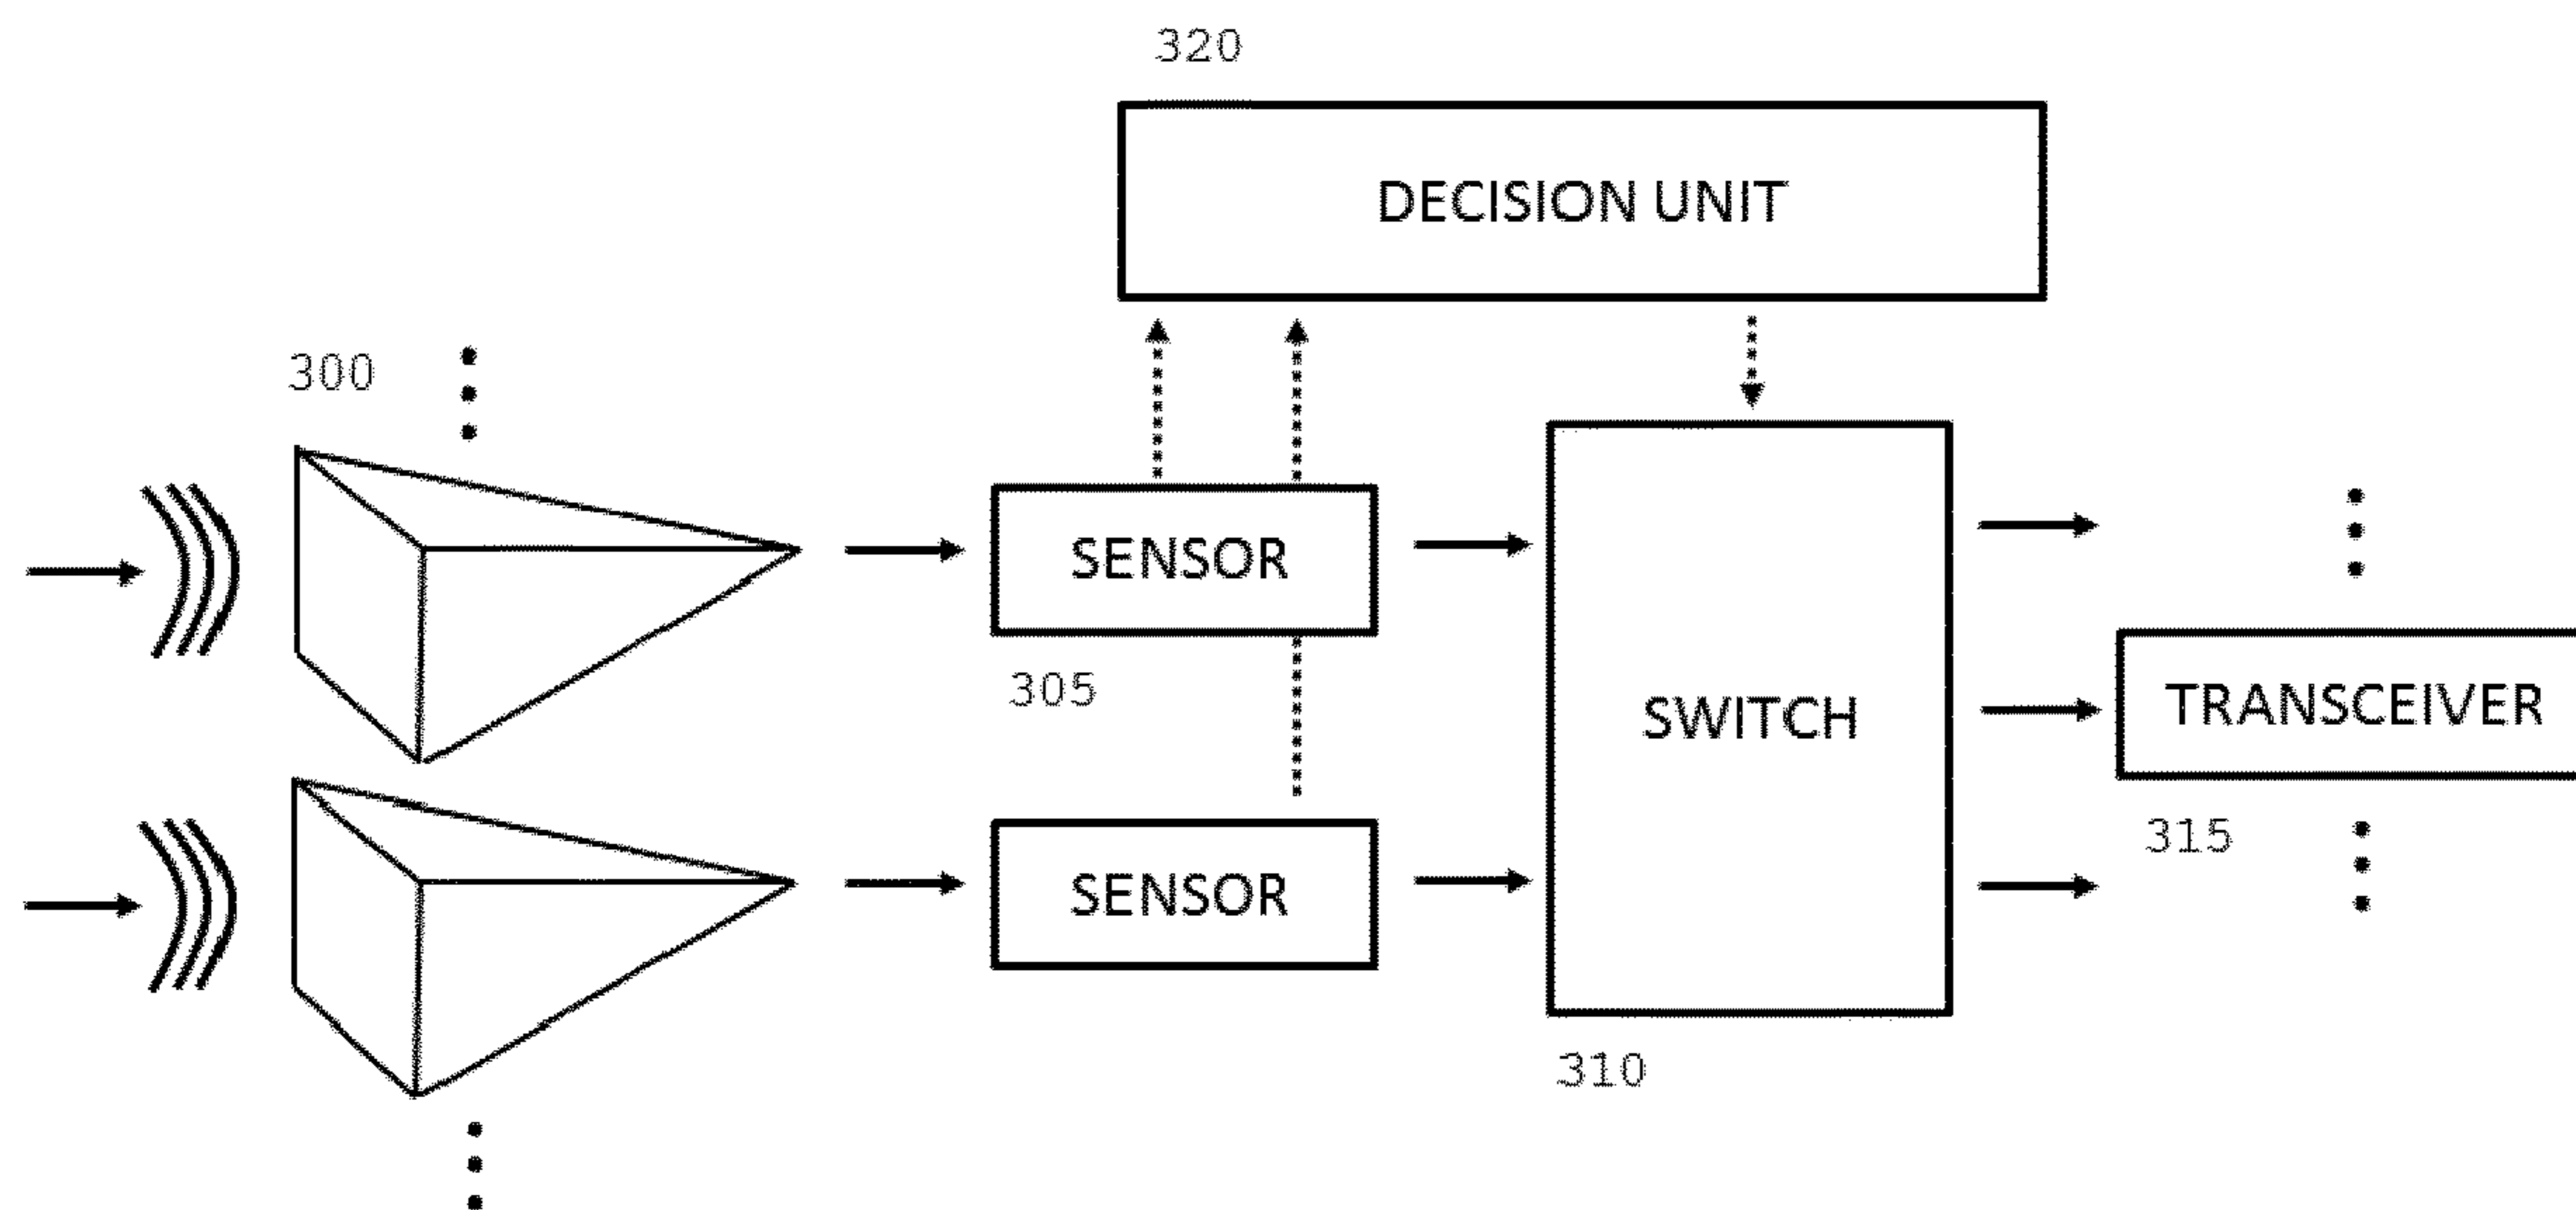 320
DECISION UNIT
300
SENSOR
305
SWITCH
TRANSCEIVER
315
SENSOR
310